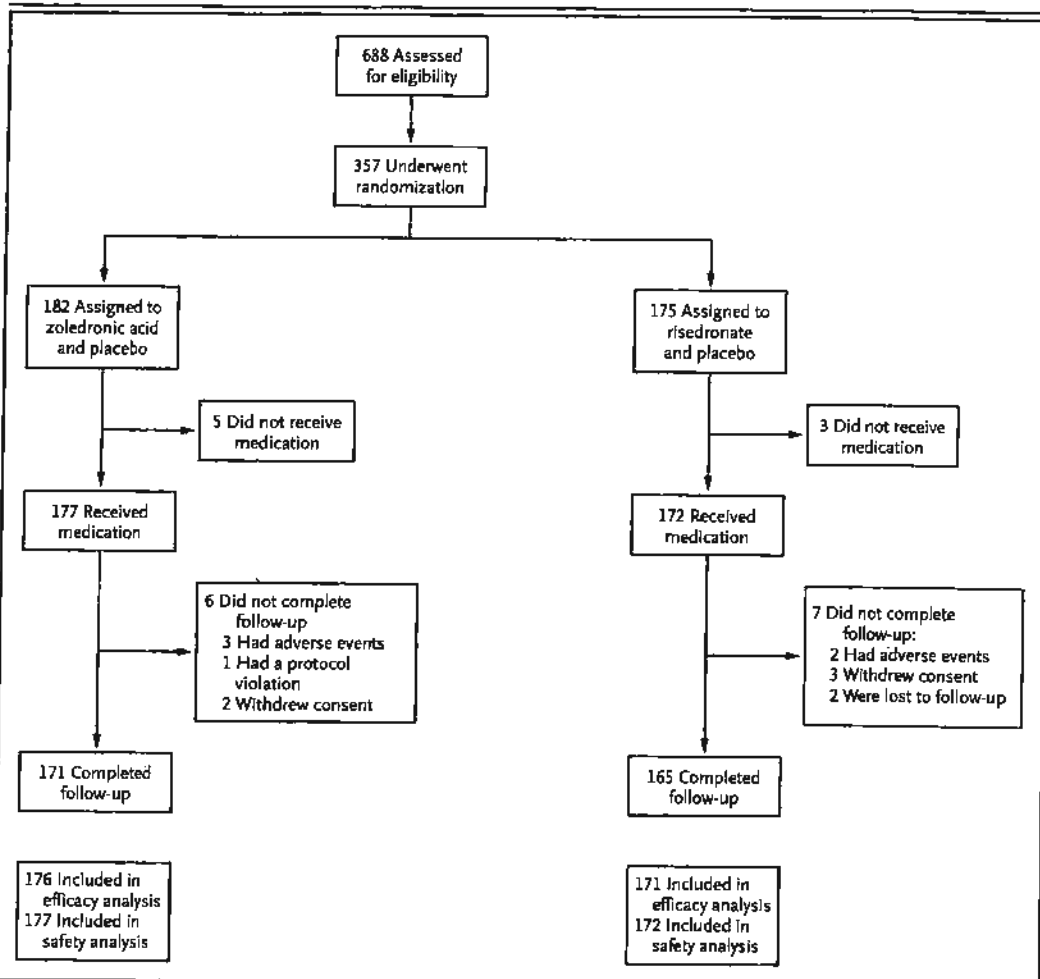 688 Assessed
for eligibility
357 Underwent
randomization
182 Assigned to
zoledronic acid
and placebo
175 Assigned to
risedronate
and placebo
5 Did not receive
medication
3 Did not receive
medication
177 Received
medication
172 Received
medication
6 Did not complete
follow-up
3 Had adverse events
1 Had a protocol
violation
2 Withdrew consent
7 Did not complete
follow-up:
2 Had adverse events
3 Withdrew consent
2 Were lost to follow-up
171 Completed
follow-up
165 Completed
follow-up
176 Included in
efficacy analysis
177 Included in
safety analysis
171 Included in
efficacy analysis
172 Included in
safety analysis